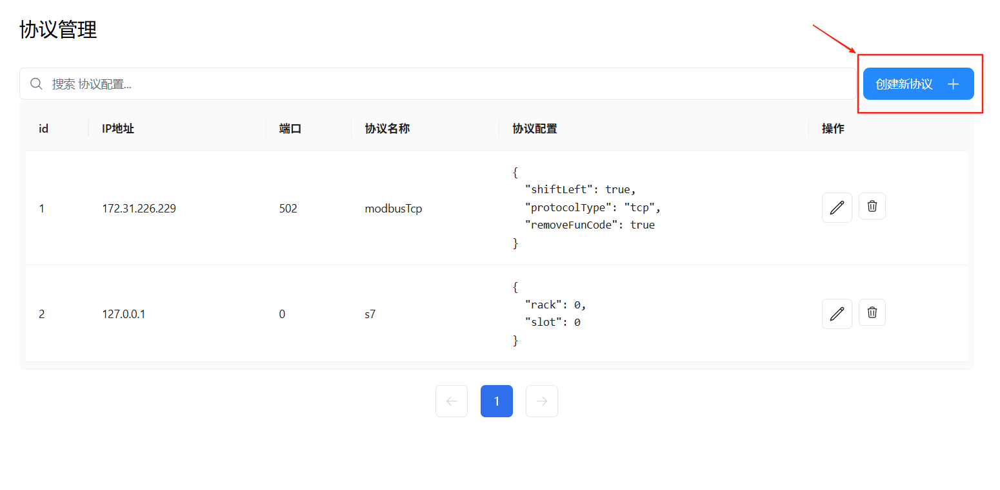 协议管理
搜索 协议配置...
创建新协议
id IP地址 端口 协议名称 协议配置 操作
1 172.31.226.229 502 modbusTcp
{
"shiftLeft": true,
"protocolType": "tcp",
"removeFunCode": true
}
2 127.0.0.1 0 s7
{
"rack": 0,
"slot": 0
}
1